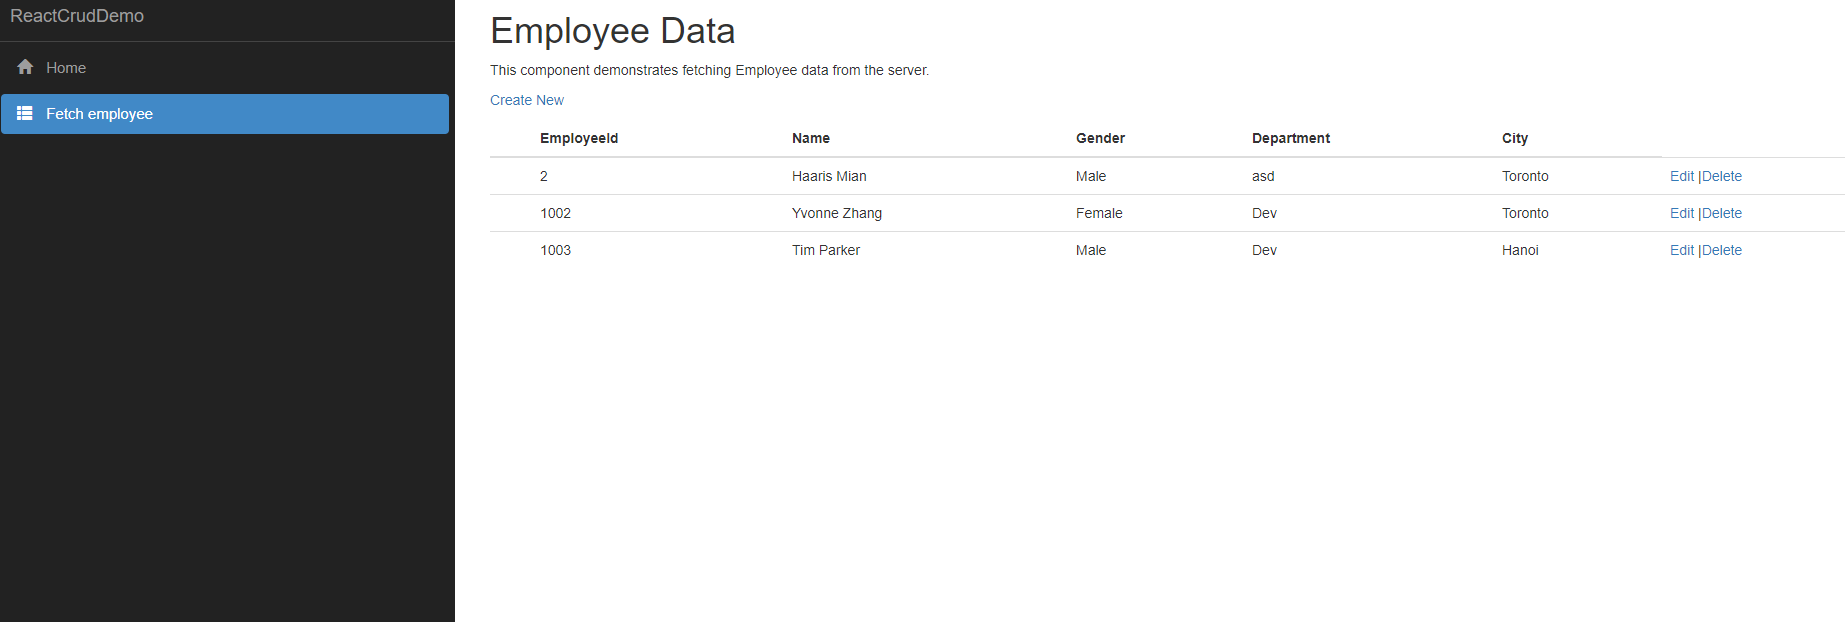 ReactCrudDemo
Home
Fetch employee
Employee Data
This component demonstrates fetching Employee data from the server.
Create New
EmployeeId Name Gender Department City
2 Haaris Mian Male asd Toronto Edit |Delete
1002 Yvonne Zhang Female Dev Toronto Edit |Delete
1003 Tim Parker Male Dev Hanoi Edit |Delete